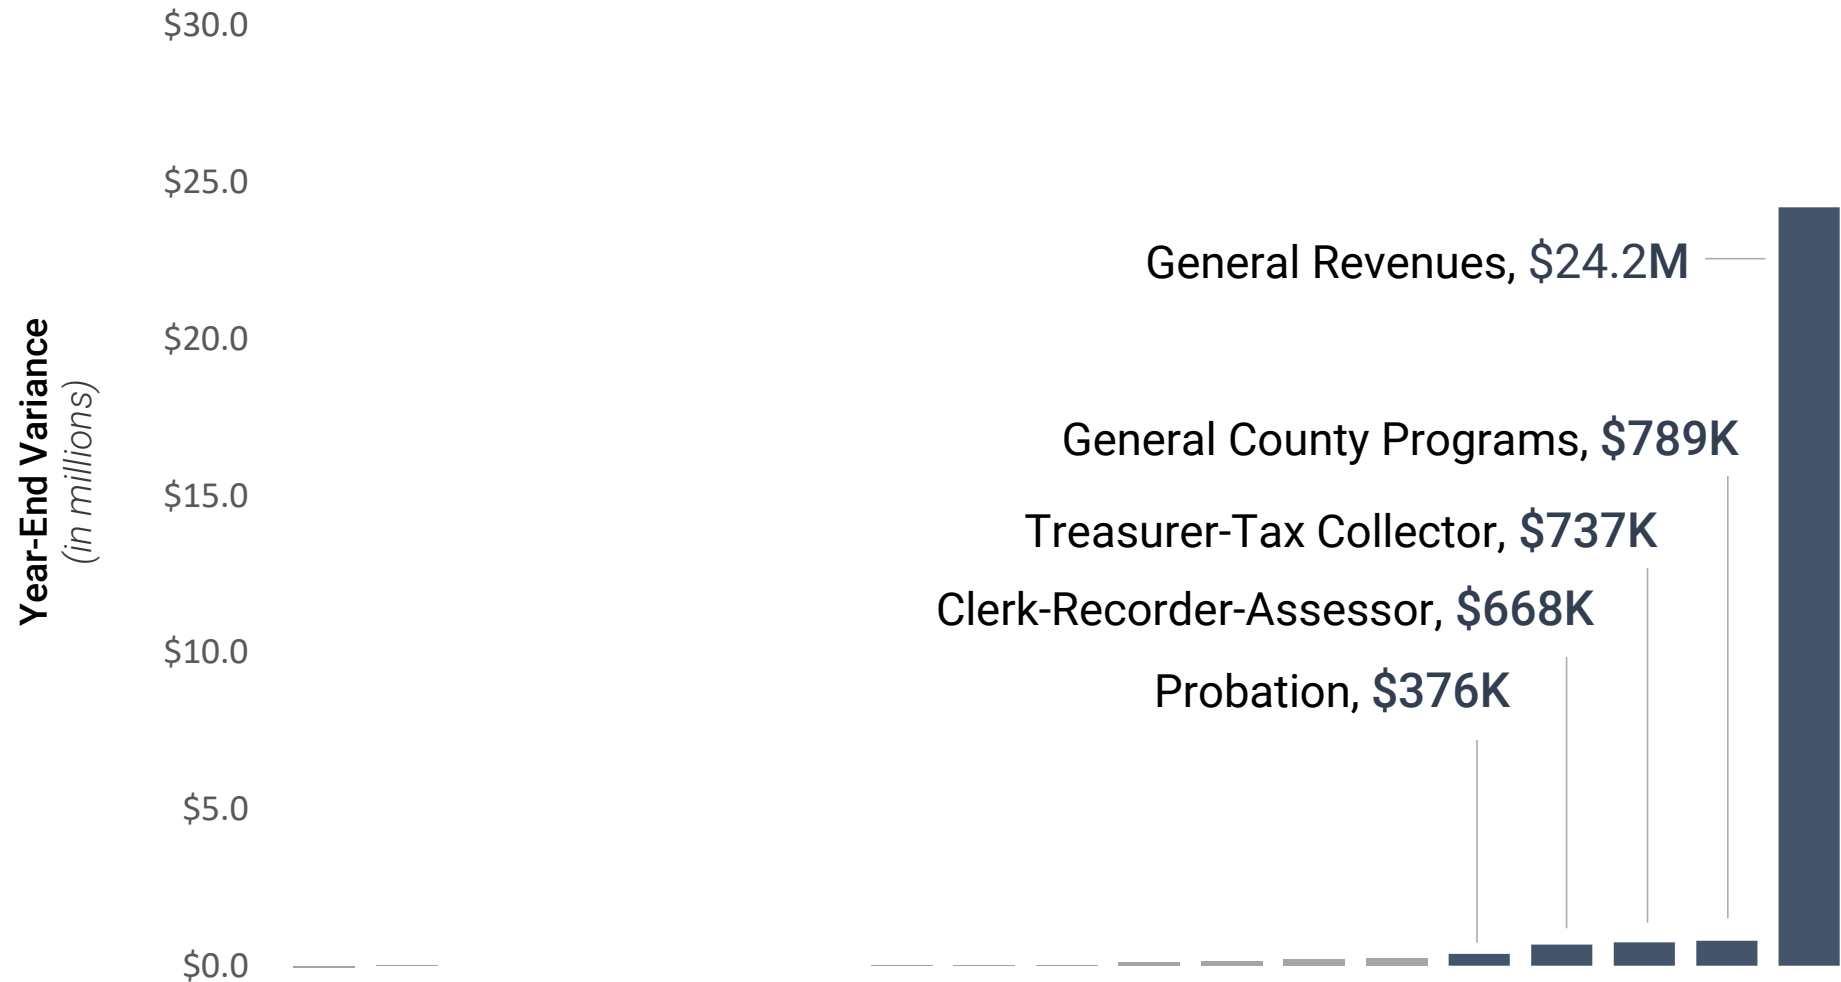 $30.0
$25.0
$20.0
$15.0
$10.0
$5.0
$0.0
Year-End Variance
(in millions)
General Revenues, $24.2M
General County Programs, $789K
Treasurer-Tax Collector, $737K
Clerk-Recorder-Assessor, $668K
Probation, $376K